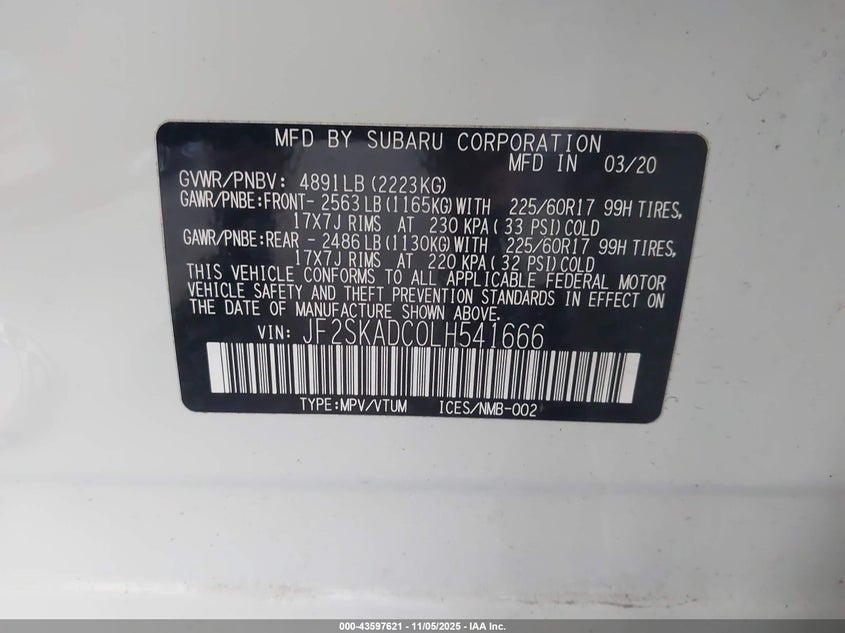 MFD BY SUBARU CORPORATION
MFD IN 03/20
GVWR/PNBV: 4891LB (2223KG)
GAWR/PNBE:FRONT- 2563LB (1165KG)WITH 225/60R17 99H TIRES,
17X7J RIMS AT 230 KPA (33 PSI)COLD
GAWR/PNBE:REAR - 2486LB (1130KG)WITH 225/60R17 99H TIRES,
17X7J RIMS AT 220 KPA (32 PSI)COLD
THIS VEHICLE CONFORMS TO ALL APPLICABLE FEDERAL MOTOR
VEHICLE SAFETY AND THEFT PREVENTION STANDARDS IN EFFECT ON
THE DATE OF MANUFACTURE SHOWN ABOVE.
VIN: JF2SKADC0LH541666
TYPE:MPV/VTUM ICES/NMB-002
000-43597621 - 11/05/2025 - IAA Inc.